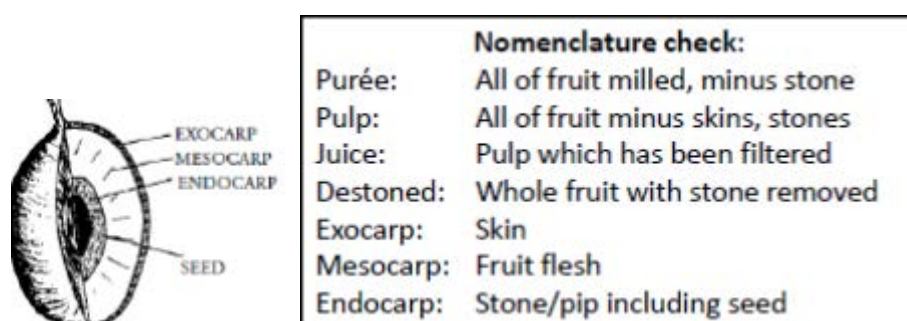 EXOCARP
MESOCARP
ENDOCARP
SEED
Nomenclature check:
Purée: All of fruit milled, minus stone
Pulp: All of fruit minus skins, stones
Juice: Pulp which has been filtered
Destoned: Whole fruit with stone removed
Exocarp: Skin
Mesocarp: Fruit flesh
Endocarp: Stone/pip including seed